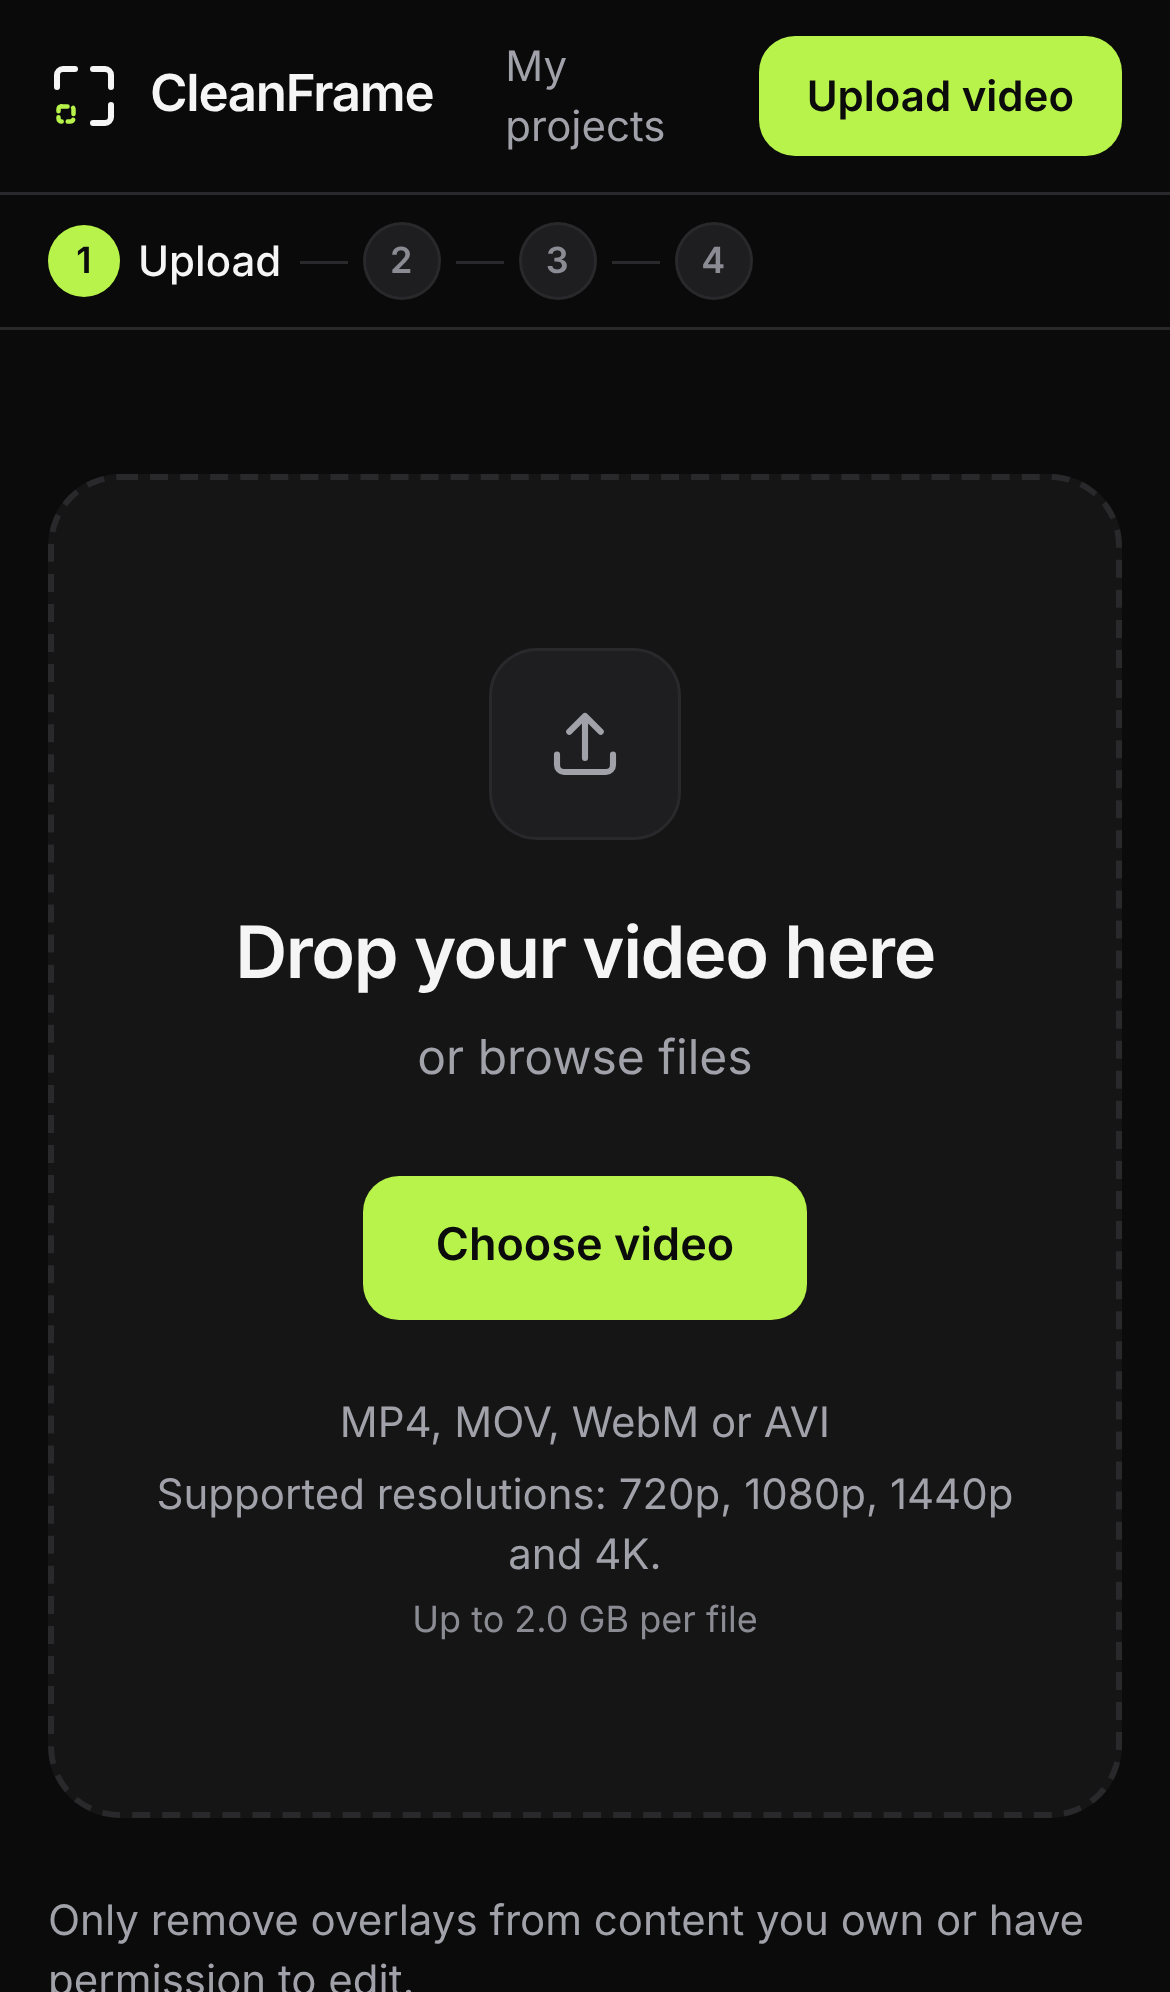 CleanFrame
My
projects
Upload video
1 Upload 2 3 4
Drop your video here
or browse files
Choose video
MP4, MOV, WebM or AVI
Supported resolutions: 720p, 1080p, 1440p
and 4K.
Up to 2.0 GB per file
Only remove overlays from content you own or have
permission to edit.